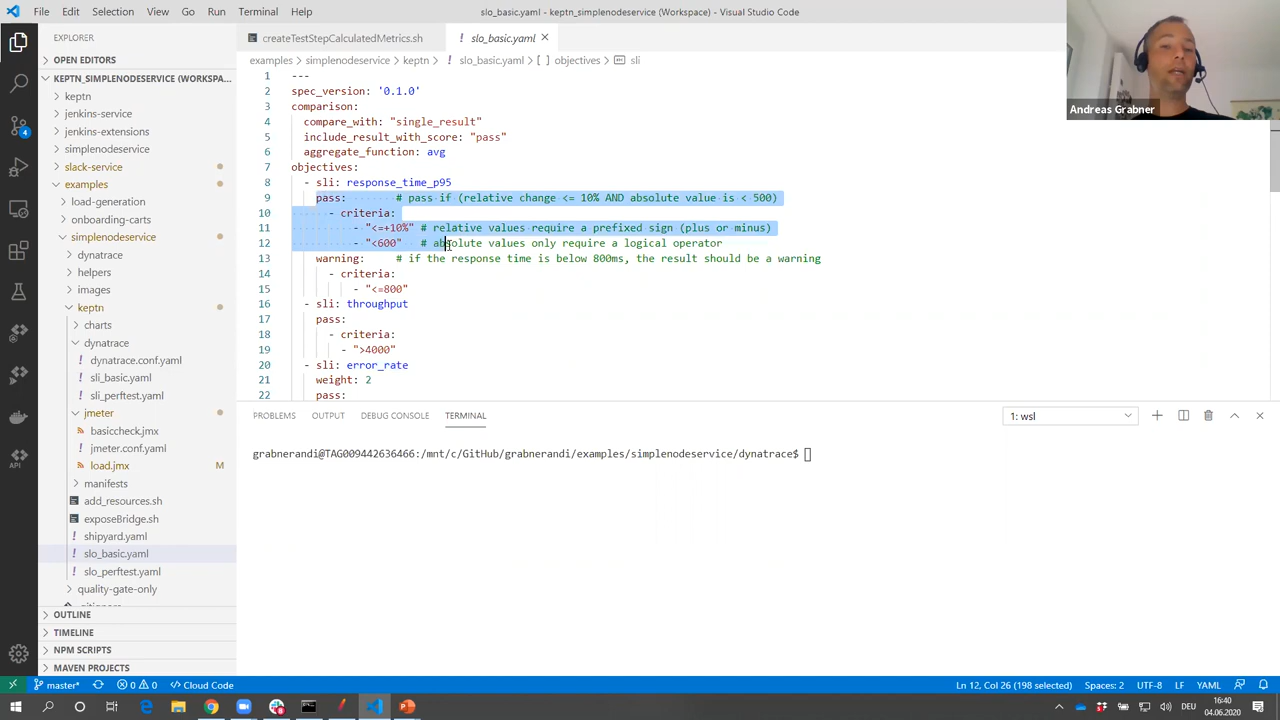 File Edit Selection View Go Run Terminal Help
slo_basic.yaml - keptn_simplenodeservice (Workspace) - Visual Studio Code
EXPLORER
OPEN EDITORS
KEPTN_SIMPLENODESERVICE (WORKSPA...
keptn
jenkins-service
jenkins-extensions
simplenodeservice
slack-service
examples
load-generation
onboarding-carts
simplenodeservice
dynatrace
helpers
images
keptn
charts
dynatrace
dynatrace.conf.yaml
sli_basic.yaml
sli_perftest.yaml
jmeter
basiccheck.jmx
jmeter.conf.yaml
load.jmx M
manifests
add_resources.sh
exposeBridge.sh
shipyard.yaml
slo_basic.yaml
slo_perftest.yaml
quality-gate-only
OUTLINE
TIMELINE
NPM SCRIPTS
MAVEN PROJECTS
4
API
createTestStepCalculatedMetrics.sh
slo_basic.yaml
examples > simplenodeservice > keptn > ! slo_basic.yaml > [ ] objectives > sli
1 ---
2 spec_version: '0.1.0'
3 comparison:
4 compare_with: "single_result"
5 include_result_with_score: "pass"
6 aggregate_function: avg
7 objectives:
8 - sli: response_time_p95
9 pass: # pass if (relative change <= 10% AND absolute value is < 500)
10 - criteria:
11 - "<=+10%" # relative values require a prefixed sign (plus or minus)
12 - "<600" # absolute values only require a logical operator
13 warning: # if the response time is below 800ms, the result should be a warning
14 - criteria:
15 - "<=800"
16 - sli: throughput
17 pass:
18 - criteria:
19 - ">4000"
20 - sli: error_rate
21 weight: 2
22 pass:
Andreas Grabner
PROBLEMS OUTPUT DEBUG CONSOLE TERMINAL
1: wsl
grabnerandi@TAG009442636466:/mnt/c/GitHub/grabnerandi/examples/simplenodeservice/dynatrace$
master* 0 0 Cloud Code
Ln 12, Col 26 (198 selected) Spaces: 2 UTF-8 LF YAML
DEU
16:40
04.06.2020